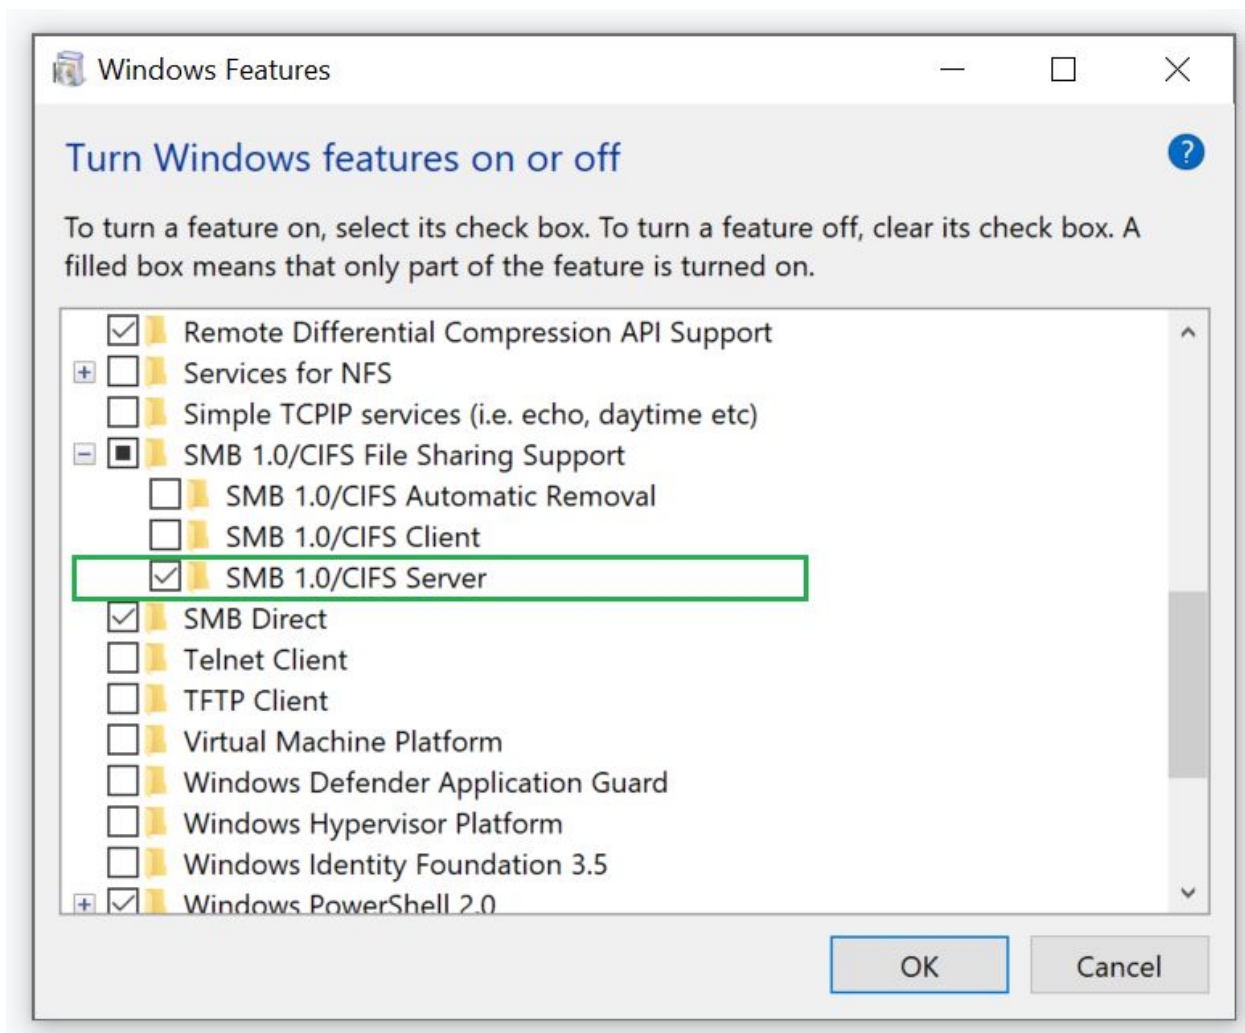 Windows Features
Turn Windows features on or off
?
To turn a feature on, select its check box. To turn a feature off, clear its check box. A
filled box means that only part of the feature is turned on.
Remote Differential Compression API Support
Services for NFS
Simple TCPIP services (i.e. echo, daytime etc)
SMB 1.0/CIFS File Sharing Support
SMB 1.0/CIFS Automatic Removal
SMB 1.0/CIFS Client
SMB 1.0/CIFS Server
SMB Direct
Telnet Client
TFTP Client
Virtual Machine Platform
Windows Defender Application Guard
Windows Hypervisor Platform
Windows Identity Foundation 3.5
Windows PowerShell 2.0
OK
Cancel